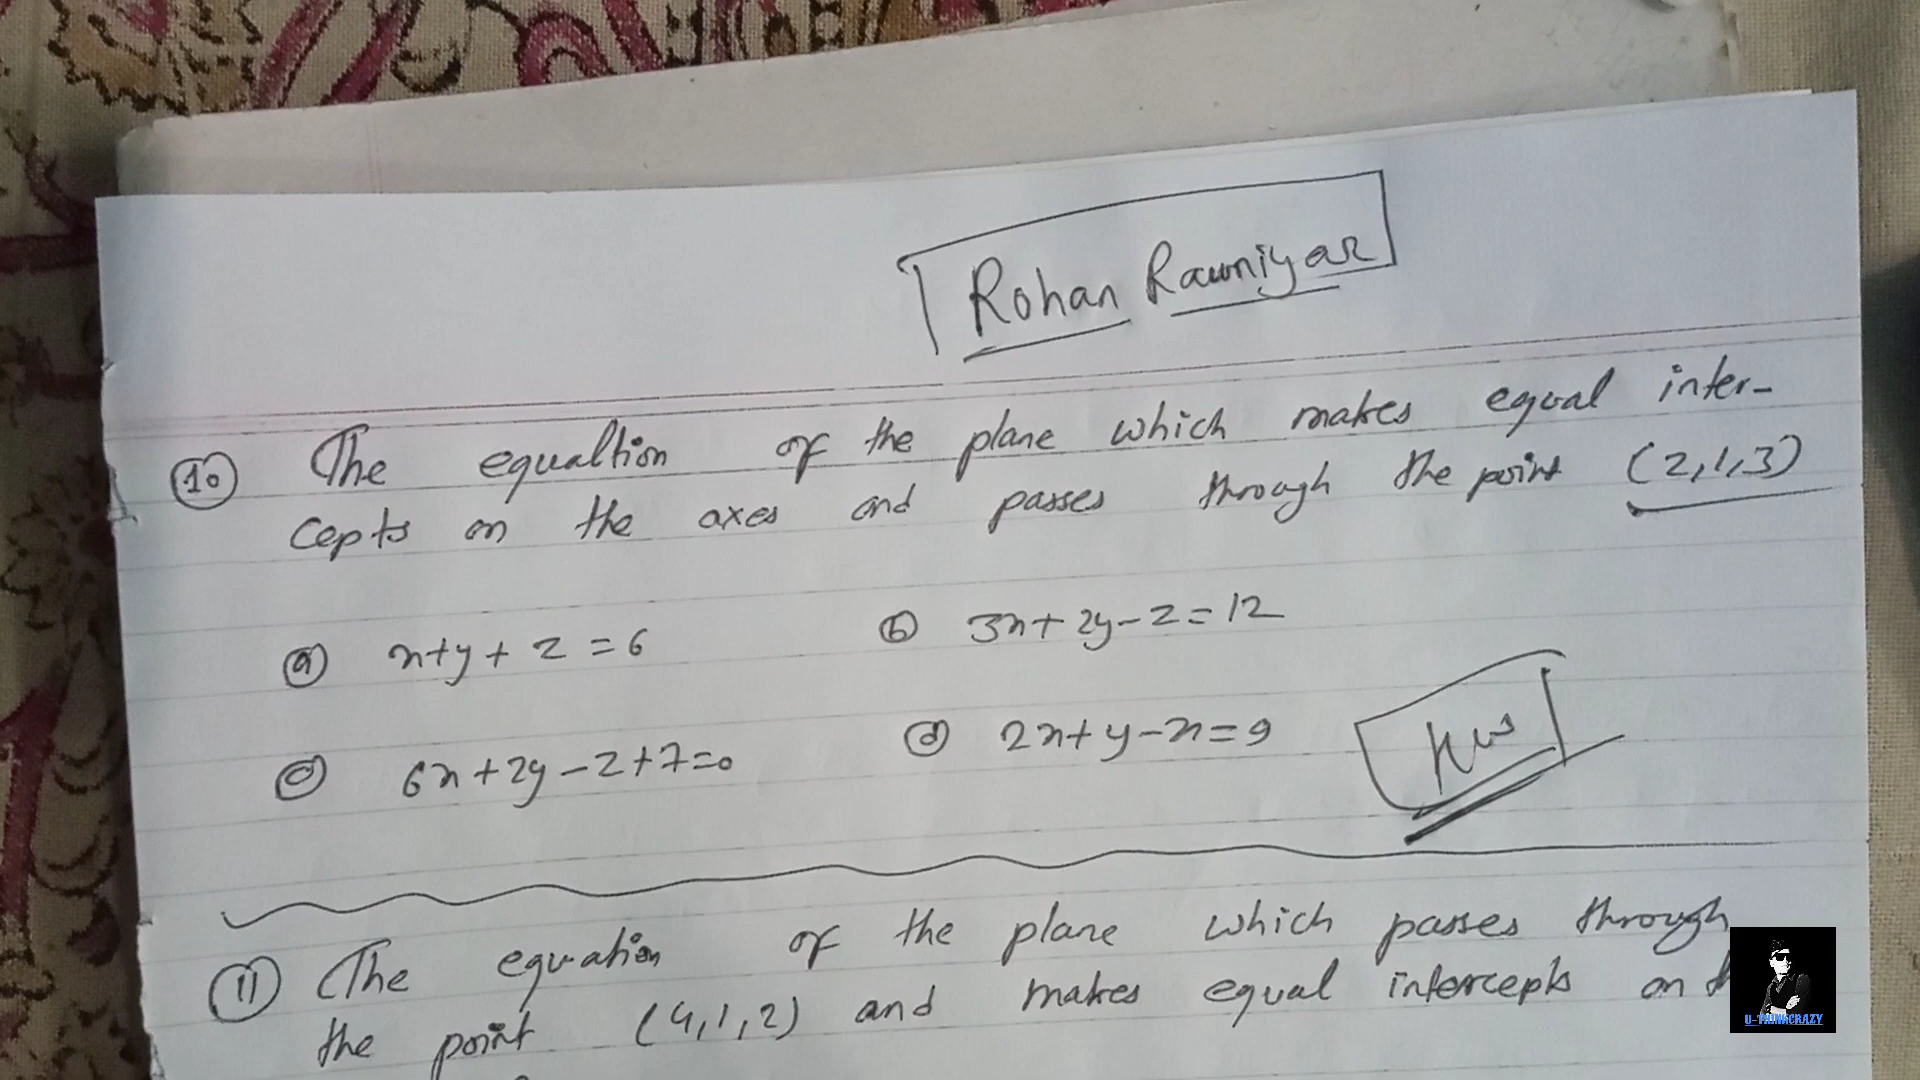 Rohan Rauniyar
10 The equaltion of the plane which makes equal inter-
cepts on the axes and passes through the point (2,1,3)
a x+y+z=6 b 3x+2y-z=12
c 6x+2y-z+7=0 d 2x+y-x=9
11 The equation of the plane which passes through
the point (4,1,2) and makes equal intercepts on
U-THINKCRAZY